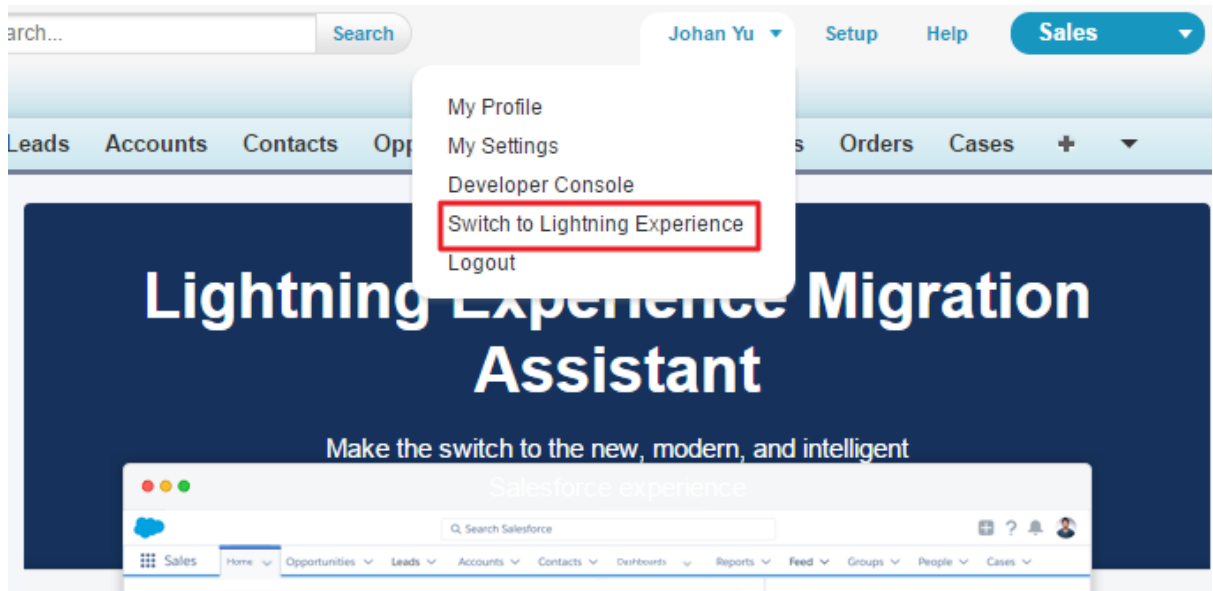 arch...
Search
Johan Yu
Setup
Help
Sales
My Profile
My Settings
Developer Console
Switch to Lightning Experience
Logout
Leads Accounts Contacts Opp s Orders Cases +
Lightning Experience Migration
Assistant
Make the switch to the new, modern, and intelligent
Salesforce experience
Search Salesforce
?
Sales Home Opportunities Leads Accounts Contacts Dashboards Reports Feed Groups People Cases